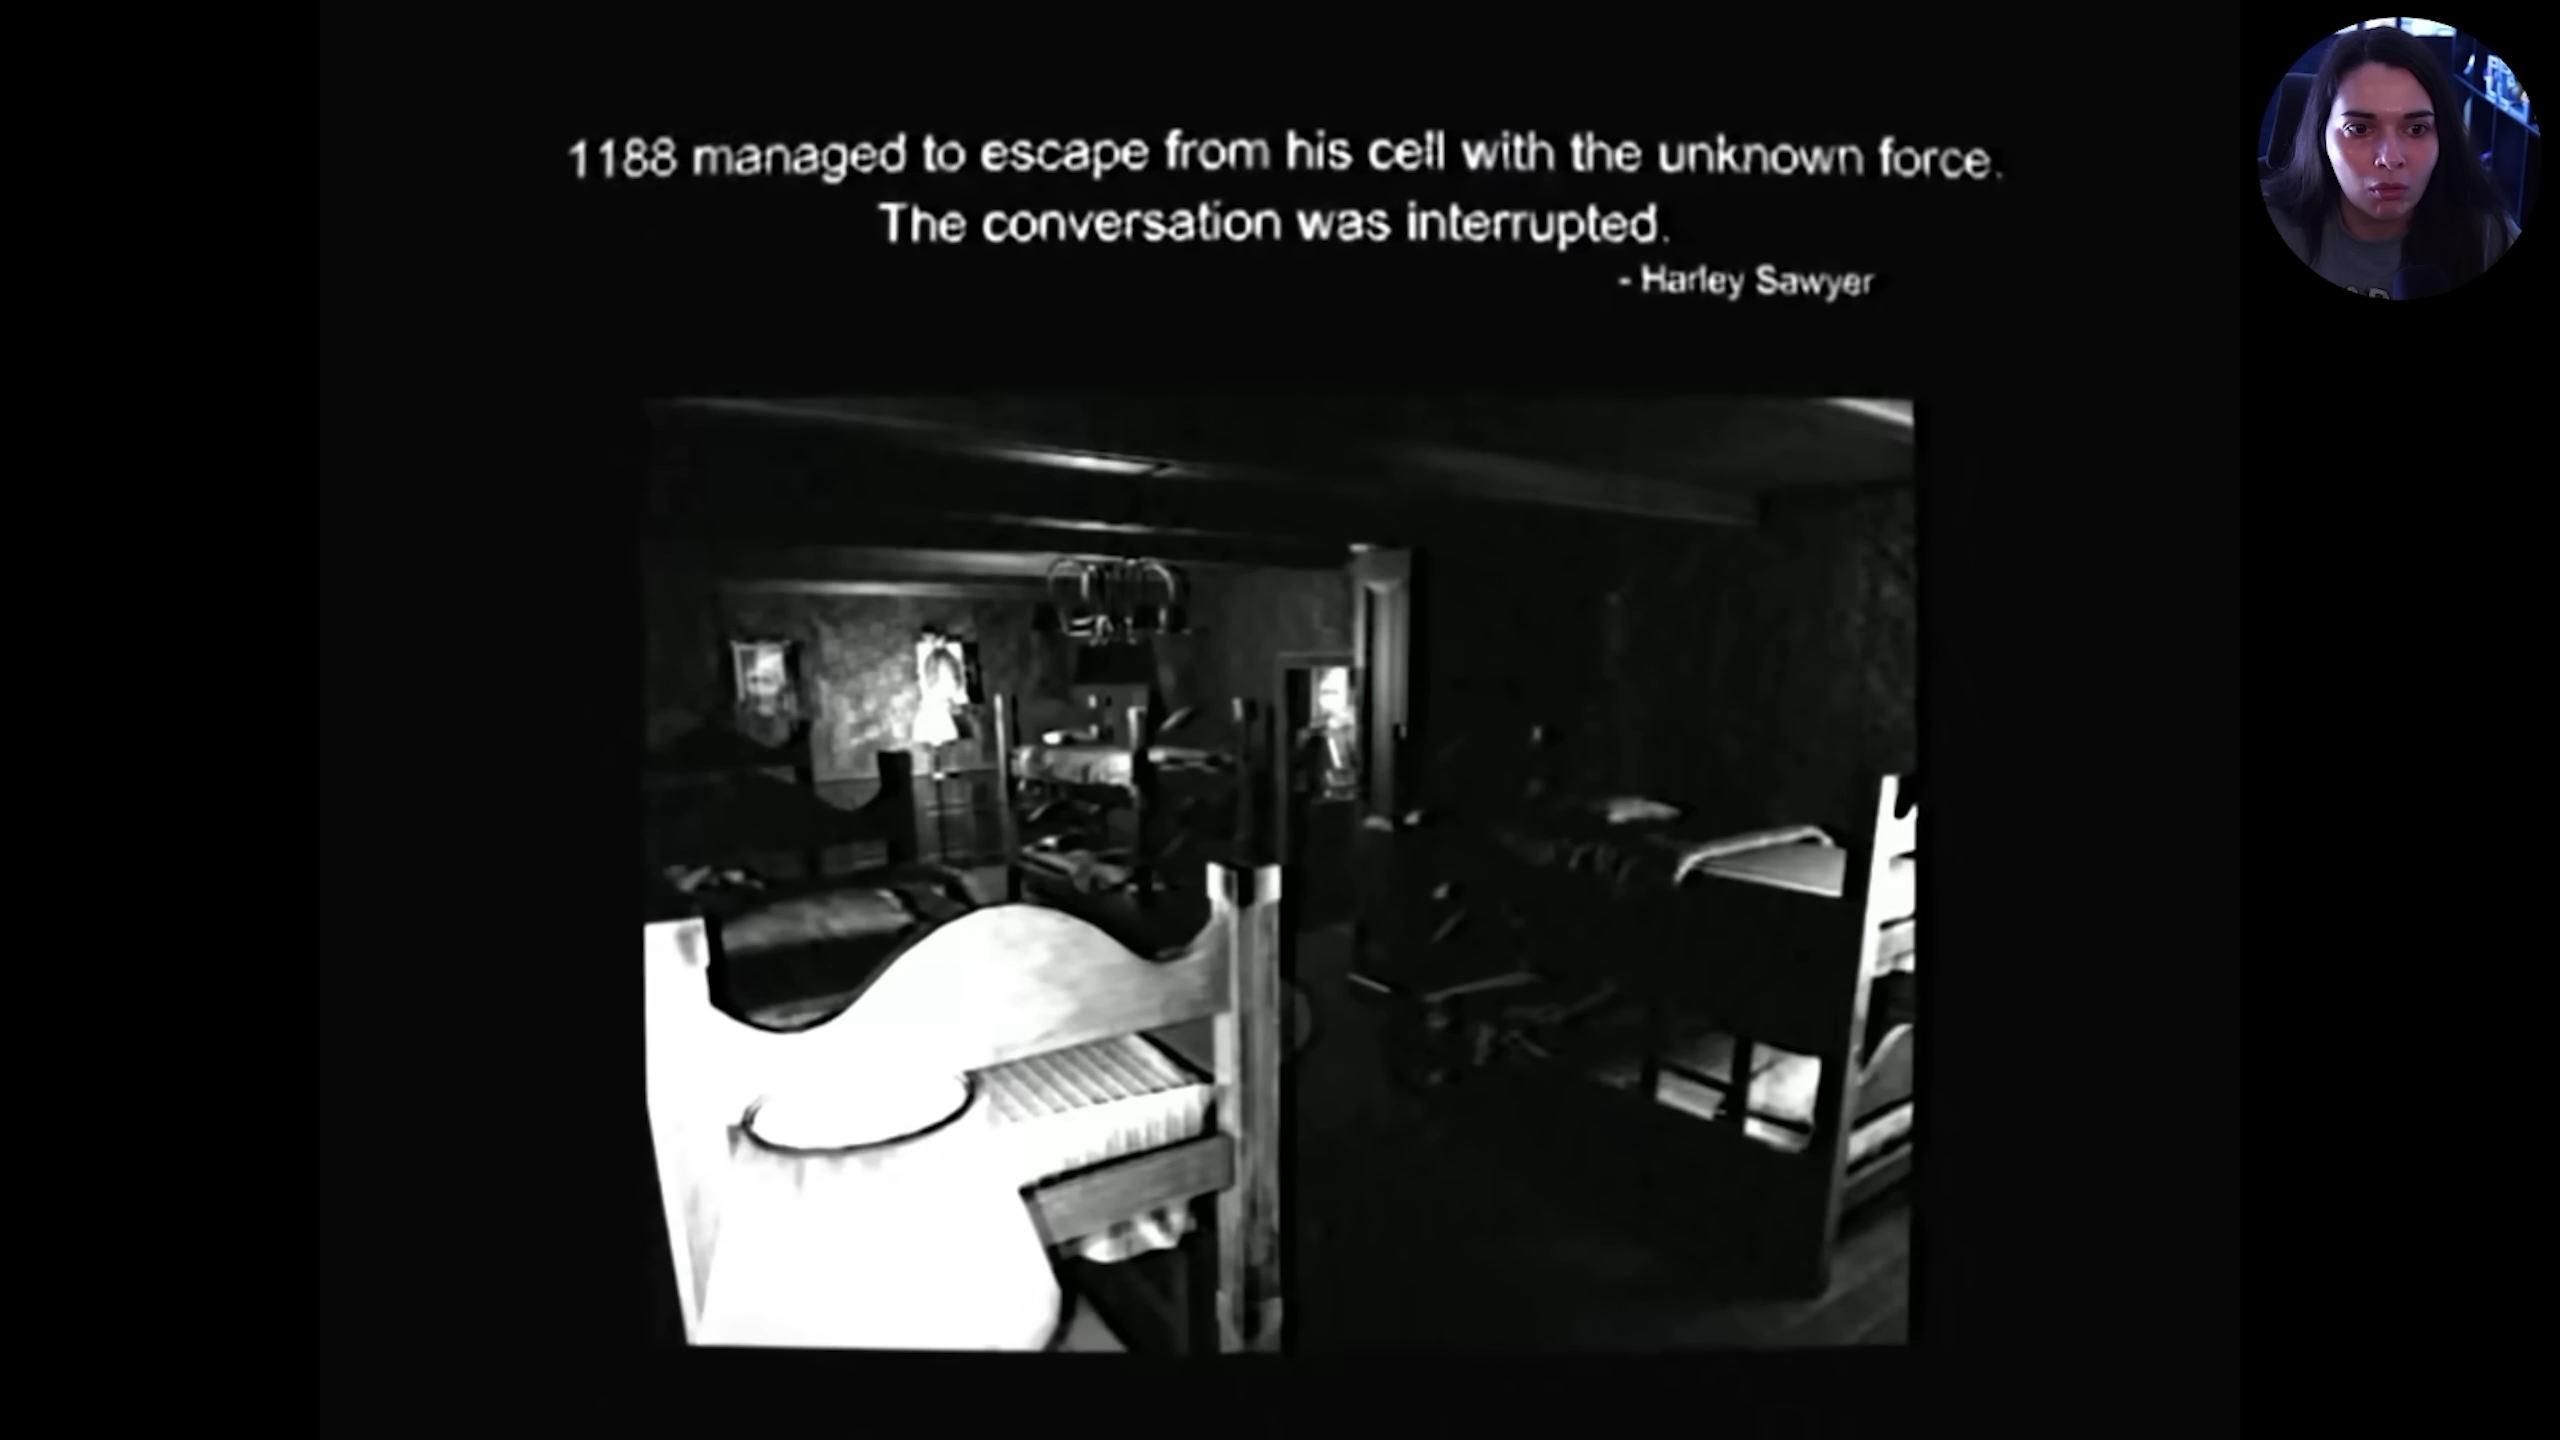 1188 managed to escape from his cell with the unknown force.
The conversation was interrupted.
- Harley Sawyer